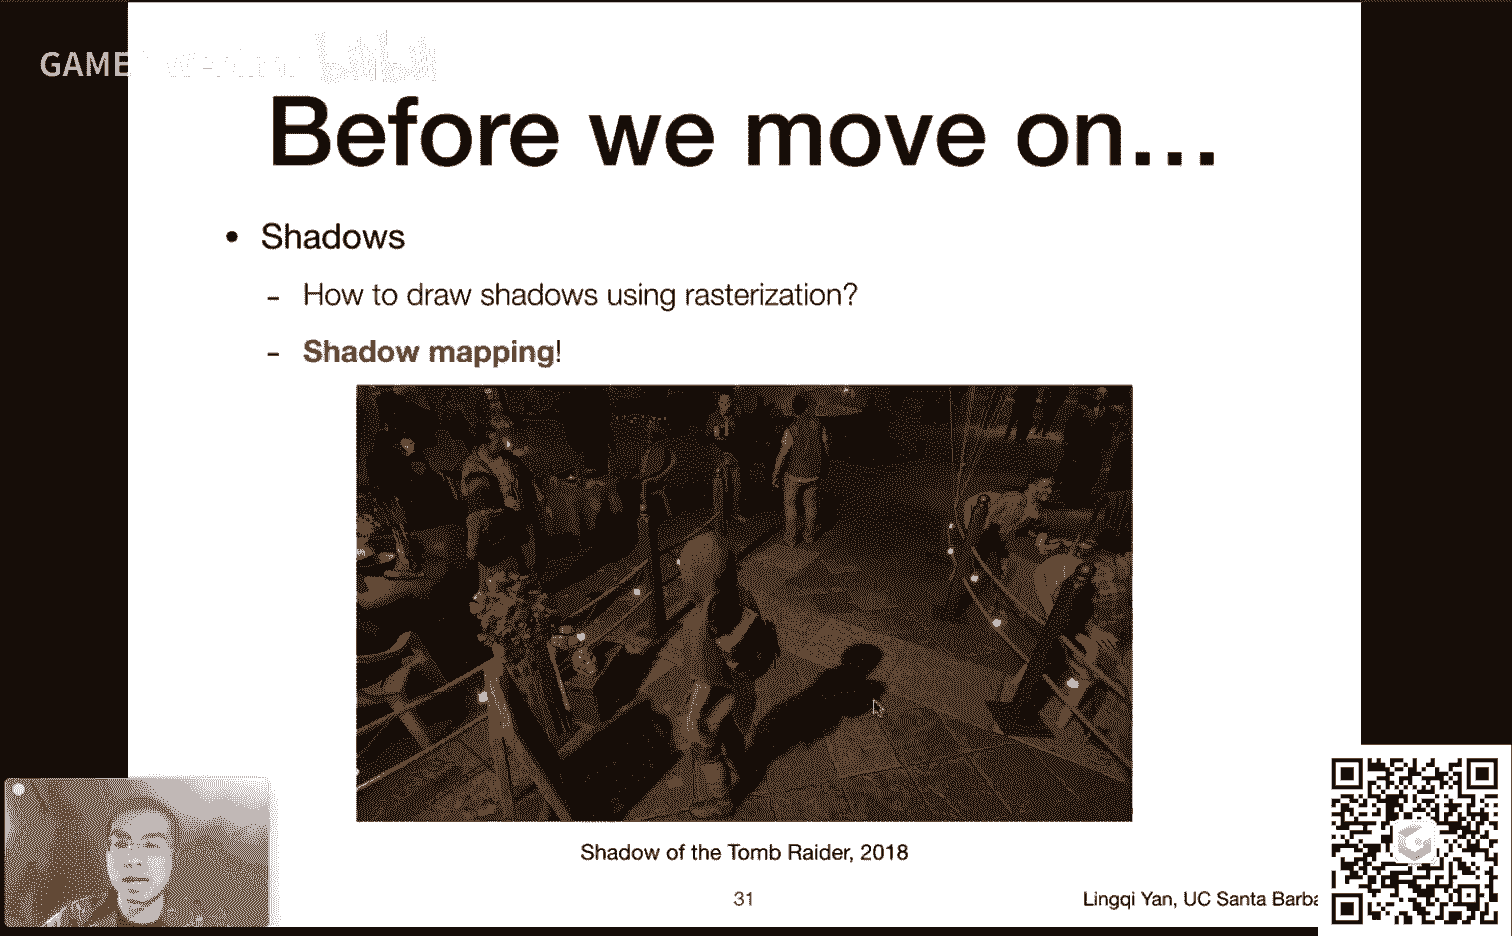 GAME
Before we move on...
• Shadows
- How to draw shadows using rasterization?
- Shadow mapping!
Shadow of the Tomb Raider, 2018
31
Lingqi Yan, UC Santa Barba